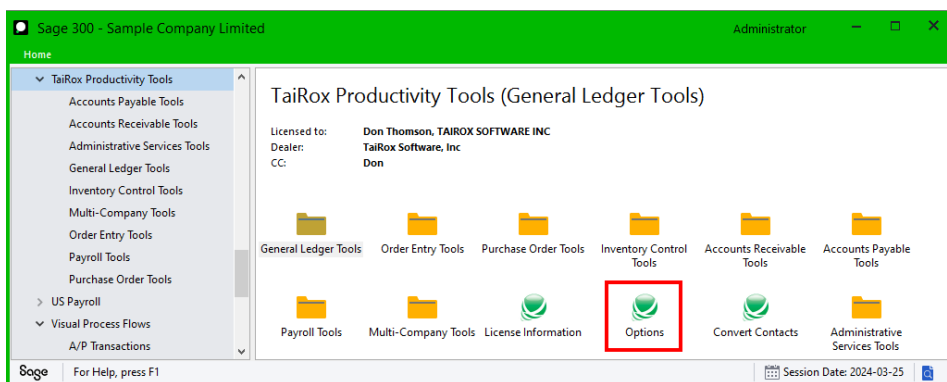 Sage 300 - Sample Company Limited
Administrator
Home
TaiRox Productivity Tools
Accounts Payable Tools
Accounts Receivable Tools
Administrative Services Tools
General Ledger Tools
Inventory Control Tools
Multi-Company Tools
Order Entry Tools
Payroll Tools
Purchase Order Tools
US Payroll
Visual Process Flows
A/P Transactions
TaiRox Productivity Tools (General Ledger Tools)
Licensed to: Don Thomson, TAIROX SOFTWARE INC
Dealer: TaiRox Software, Inc
CC: Don
General Ledger Tools
Order Entry Tools
Purchase Order Tools
Inventory Control
Tools
Accounts Receivable
Tools
Accounts Payable
Tools
Payroll Tools
Multi-Company Tools
License Information
Options
Convert Contacts
Administrative
Services Tools
Sage
For Help, press F1
Session Date: 2024-03-25